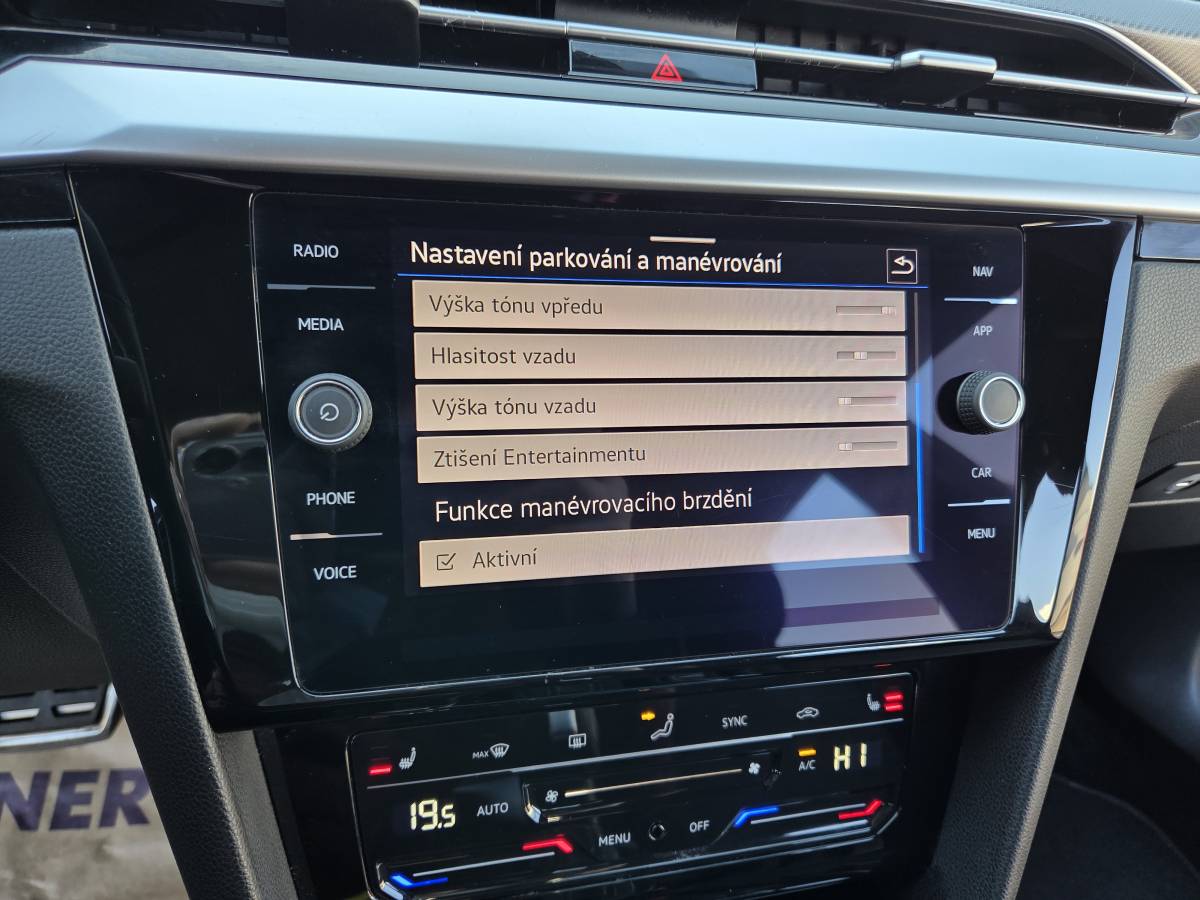 RADIO
MEDIA
PHONE
VOICE
Nastavení parkování a manévrování
Výška tónu vpředu
Hlasitost vzadu
Výška tónu vzadu
Ztišení Entertainmentu
Funkce manévrovacího brzdění
Aktivní
NAV
APP
CAR
MENU
MAX
SYNC
A/C
HI
19.5
AUTO
MENU
OFF
NER